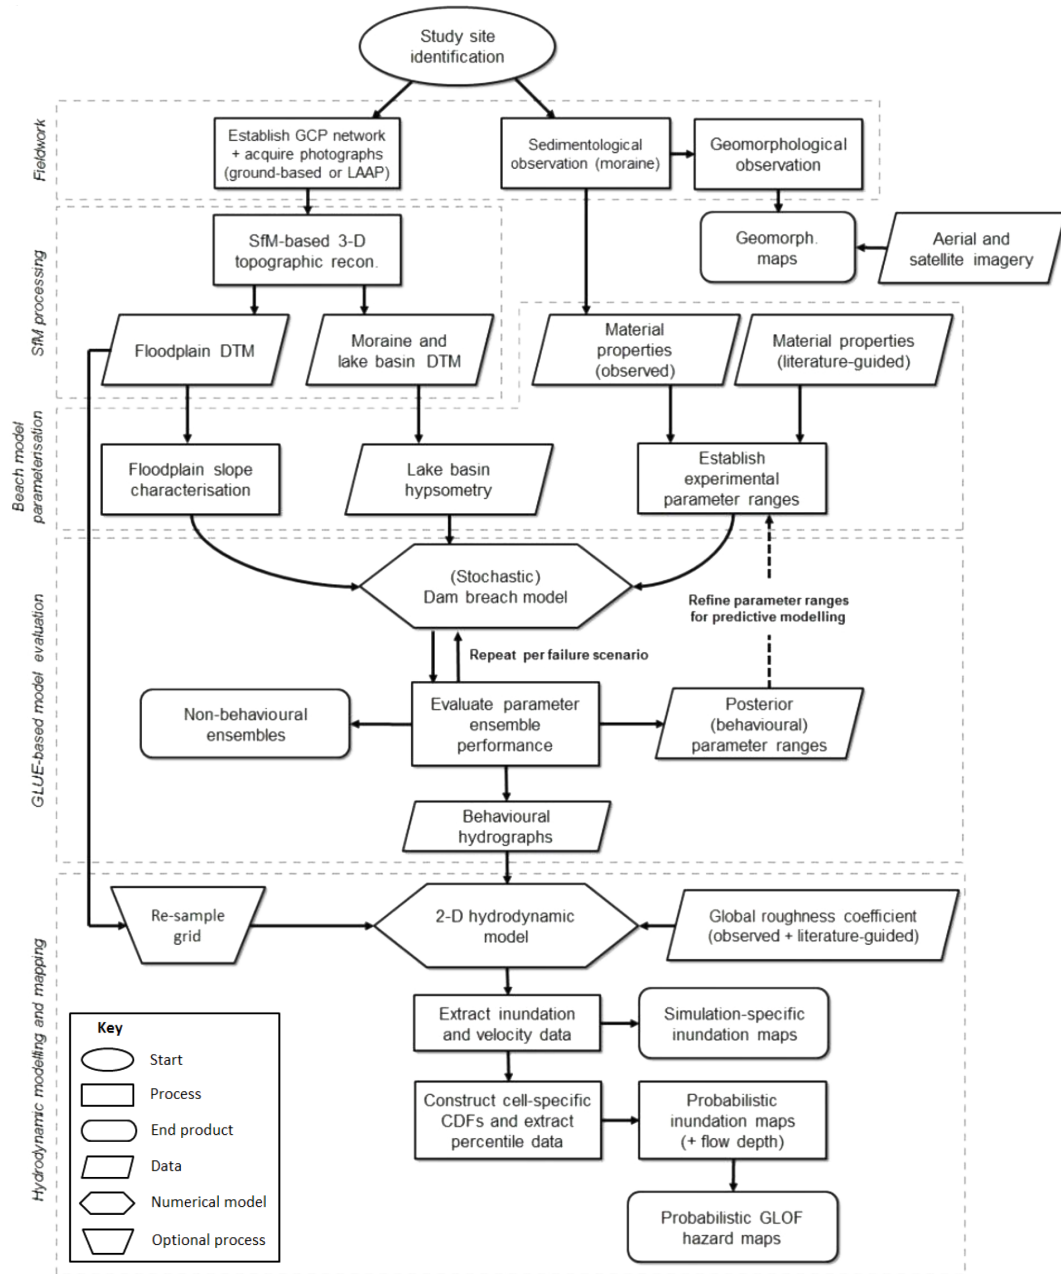 Study site
identification
Fieldwork
Establish GCP network
+ acquire photographs
(ground-based or LAAP)
Sedimentological
observation (moraine)
Geomorphological
observation
SfM processing
SfM-based 3-D
topographic recon.
Geomorph.
maps
Aerial and
satellite imagery
Floodplain DTM
Moraine and
lake basin DTM
Material
properties
(observed)
Material properties
(literature-guided)
Beach model
parameterisation
Floodplain slope
characterisation
Lake basin
hypsometry
Establish
experimental
parameter ranges
GLUE-based model evaluation
(Stochastic)
Dam breach model
Refine parameter ranges
for predictive modelling
Repeat per failure scenario
Non-behavioural
ensembles
Evaluate parameter
ensemble
performance
Posterior
(behavioural)
parameter ranges
Behavioural
hydrographs
Hydrodynamic modelling and mapping
Re-sample
grid
2-D hydrodynamic
model
Global roughness coefficient
(observed + literature-guided)
Extract inundation
and velocity data
Simulation-specific
inundation maps
Construct cell-specific
CDFs and extract
percentile data
Probabilistic
inundation maps
(+ flow depth)
Probabilistic GLOF
hazard maps
Key
Start
Process
End product
Data
Numerical model
Optional process